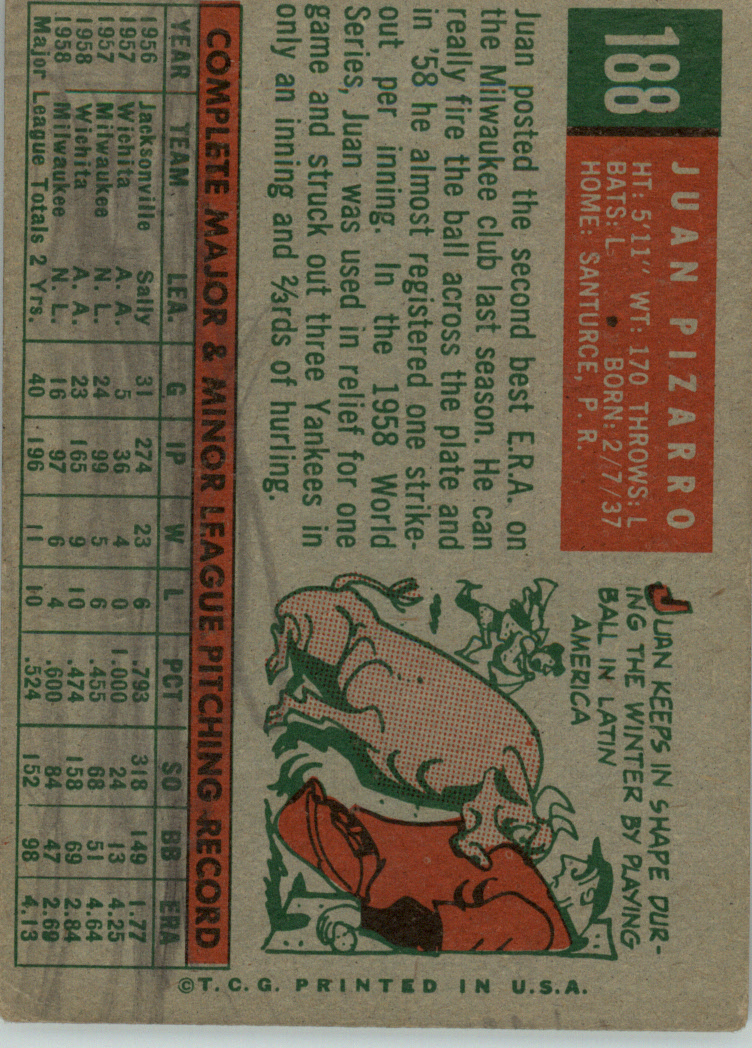 188
JUAN PIZARRO
HT: 5'11" WT: 170 THROWS: L
BATS: L BORN: 2/7/37
HOME: SANTURCE, P. R.
Juan posted the second best E.R.A. on
the Milwaukee club last season. He can
really fire the ball across the plate and
in '58 he almost registered one strike-
out per inning. In the 1958 World
Series, Juan was used in relief for one
game and struck out three Yankees in
only an inning and ⅔rds of hurling.
JUAN KEEPS IN SHAPE DUR-
ING THE WINTER BY PLAYING
BALL IN LATIN
AMERICA
COMPLETE MAJOR & MINOR LEAGUE PITCHING RECORD
YEAR TEAM LEA. G IP W L PCT SO BB ERA
1956 Jacksonville Sally 31 274 23 6 .793 318 149 1.77
1957 Wichita A. A. 5 36 4 0 1.000 24 13 4.25
1957 Milwaukee N. L. 24 99 5 6 .455 68 51 4.64
1958 Wichita A. A. 23 165 9 10 .474 158 69 2.84
1958 Milwaukee N. L. 16 97 6 4 .600 84 47 2.69
Major League Totals 2 Yrs. 40 196 11 10 .524 152 98 4.13
©T. C. G. PRINTED IN U.S.A.